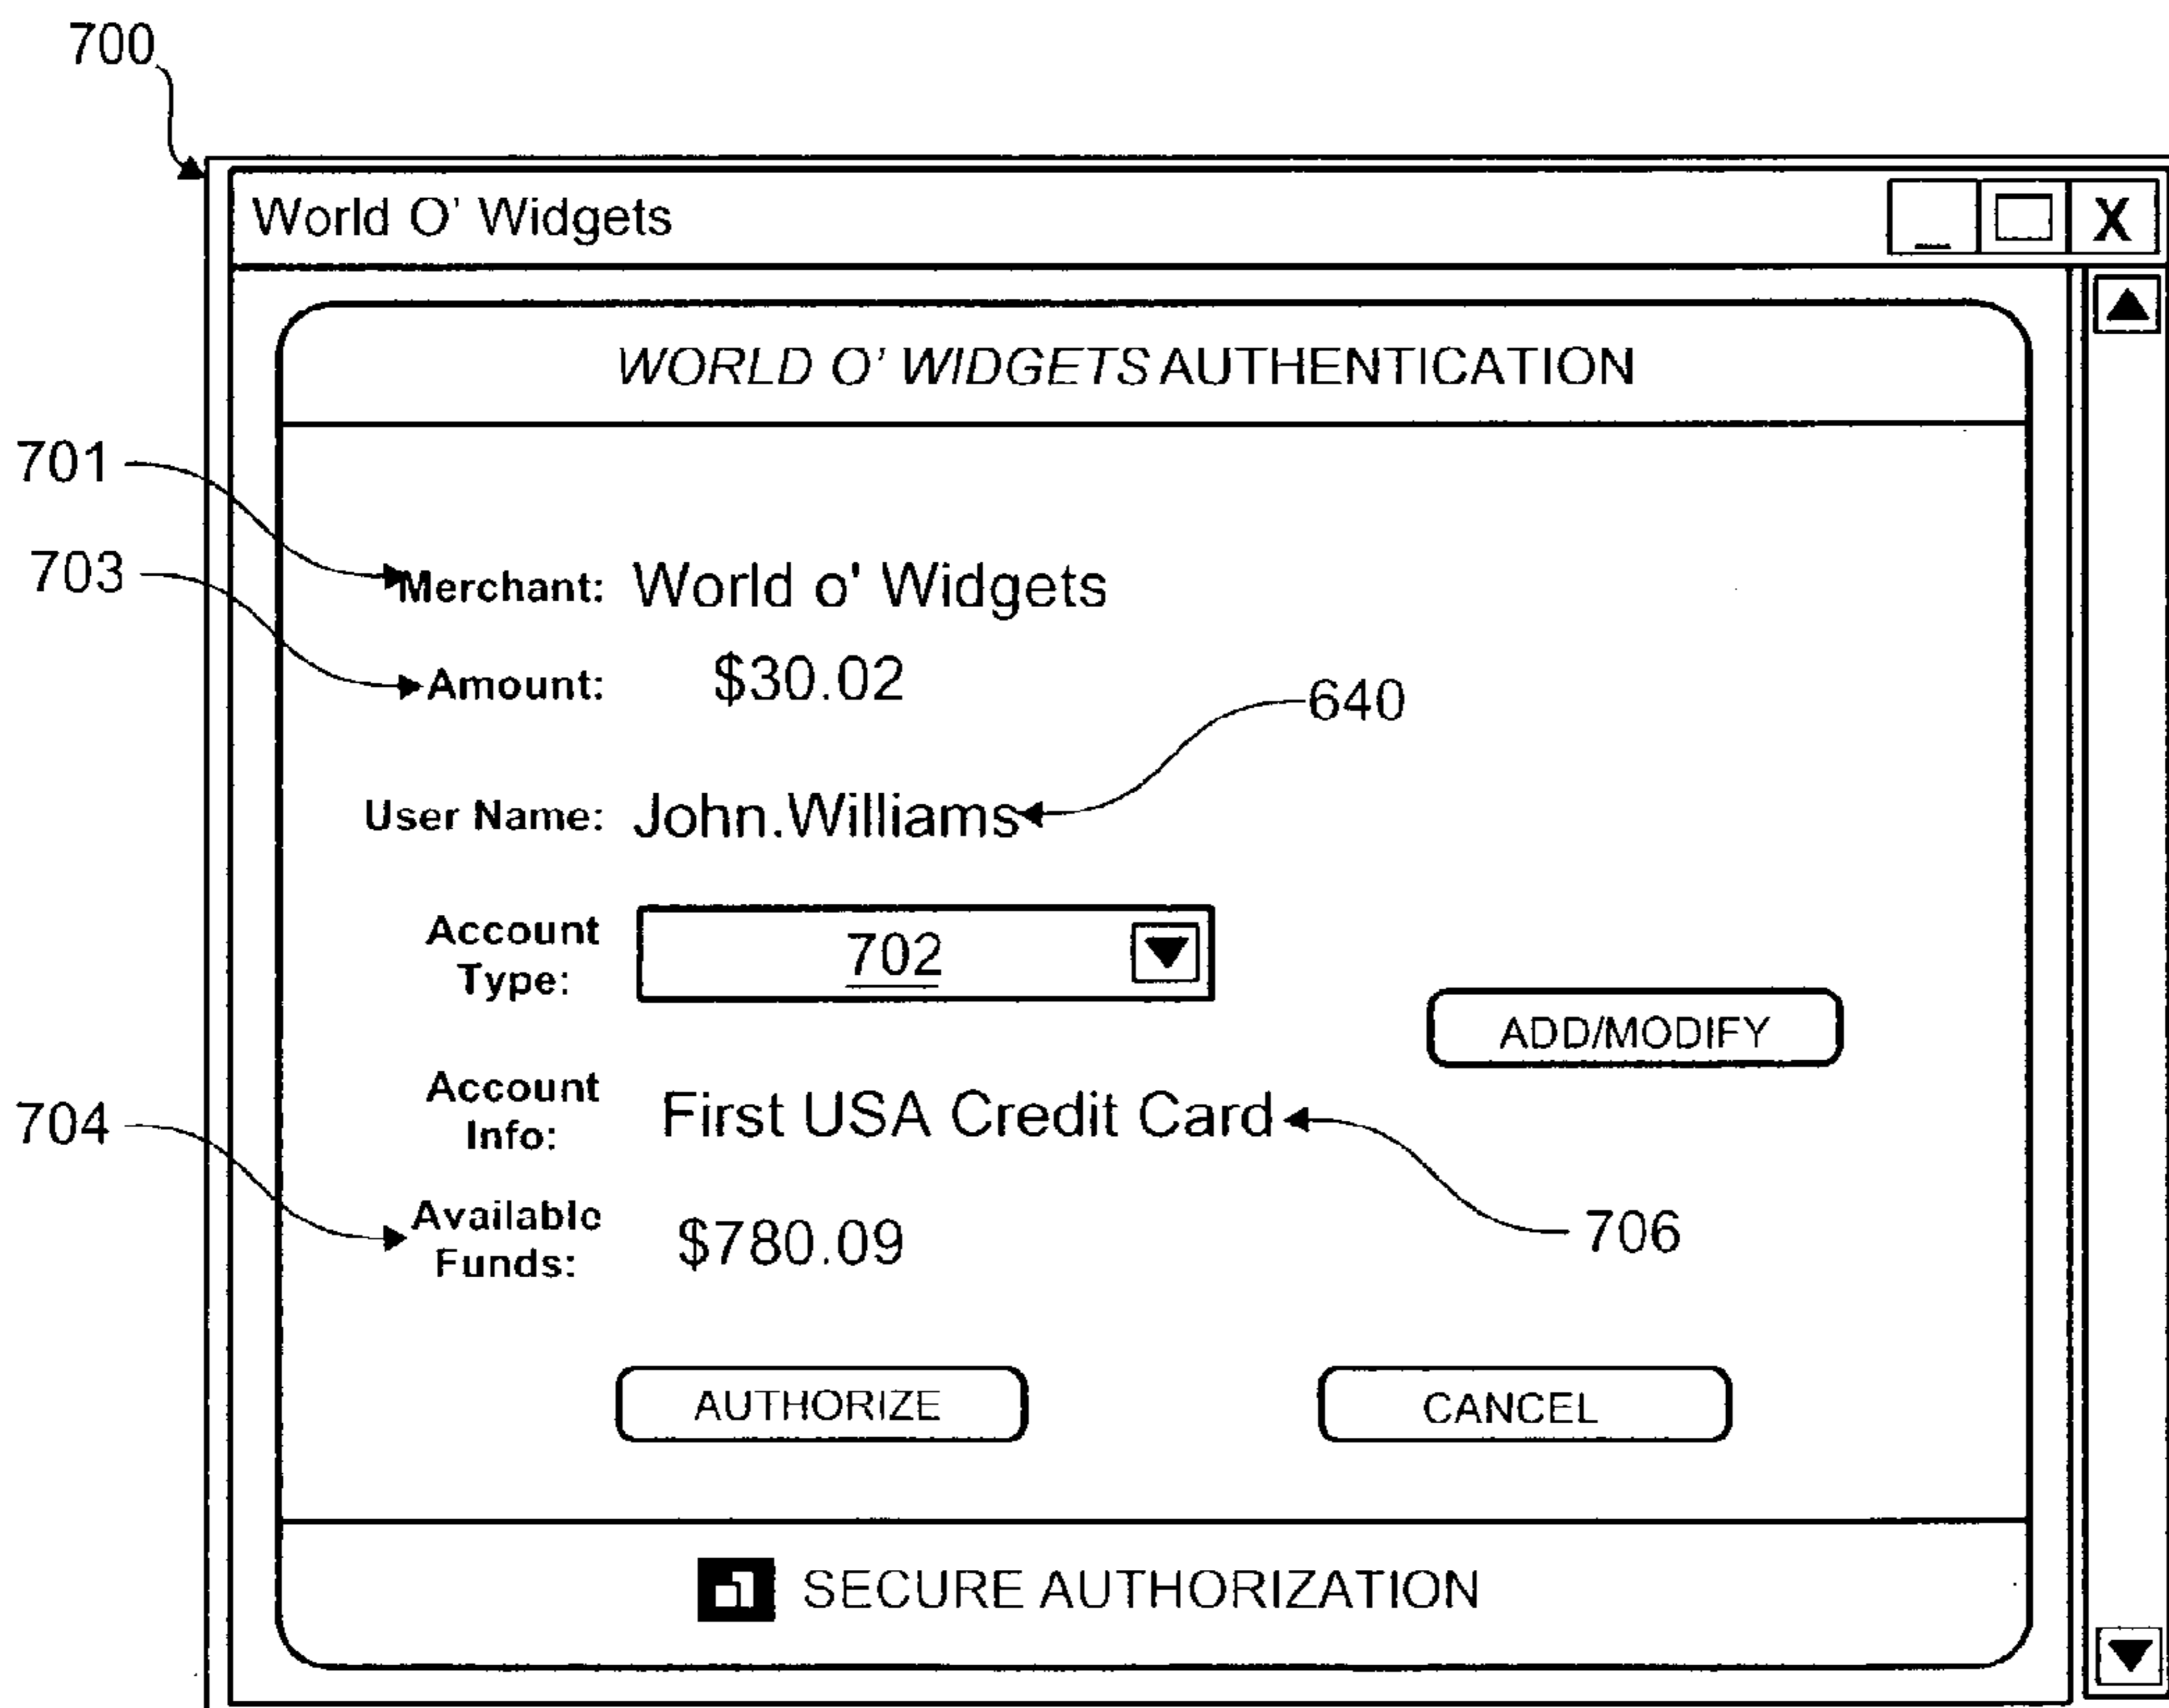 700
World O' Widgets
X
WORLD O' WIDGETS AUTHENTICATION
701
Merchant: World o' Widgets
703
Amount: $30.02
640
User Name: John.Williams
Account
Type:
702
ADD/MODIFY
Account
Info:
First USA Credit Card
704
706
Available
Funds:
$780.09
AUTHORIZE
CANCEL
SECURE AUTHORIZATION